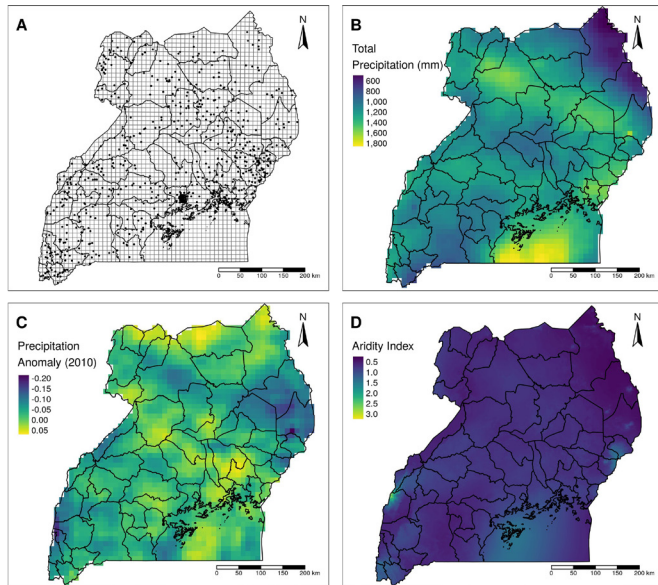 A
N
0 50 100 150 200 km
B
N
Total
Precipitation (mm)
600
800
1,000
1,200
1,400
1,600
1,800
0 50 100 150 200 km
C
N
Precipitation
Anomaly (2010)
-0.20
-0.15
-0.10
-0.05
0.00
0.05
0 50 100 150 200 km
D
N
Aridity Index
0.5
1.0
1.5
2.0
2.5
3.0
0 50 100 150 200 km